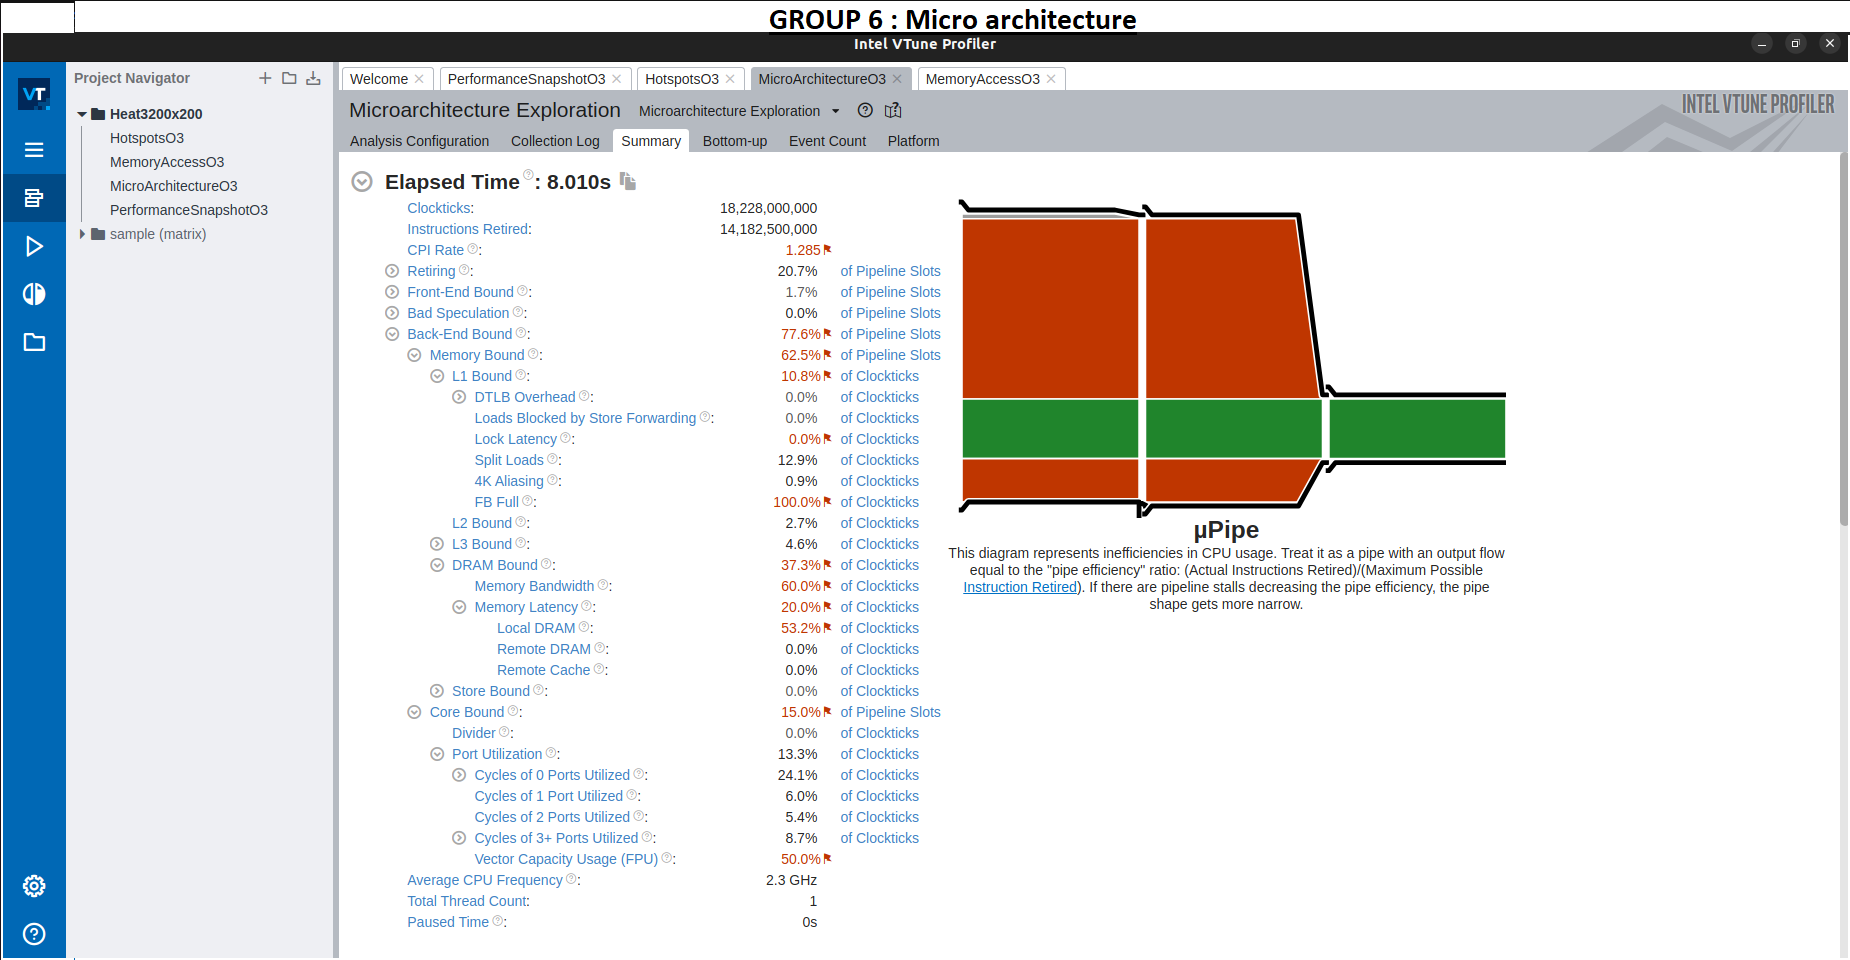 GROUP 6 : Micro architecture
Intel VTune Profiler
VT
Project Navigator
Heat3200x200
HotspotsO3
MemoryAccessO3
MicroArchitectureO3
PerformanceSnapshotO3
sample (matrix)
Welcome PerformanceSnapshotO3 HotspotsO3 MicroArchitectureO3 MemoryAccessO3
Microarchitecture Exploration Microarchitecture Exploration
INTEL VTUNE PROFILER
Analysis Configuration Collection Log Summary Bottom-up Event Count Platform
Elapsed Time: 8.010s
Clockticks: 18,228,000,000
Instructions Retired: 14,182,500,000
CPI Rate: 1.285
Retiring: 20.7% of Pipeline Slots
Front-End Bound: 1.7% of Pipeline Slots
Bad Speculation: 0.0% of Pipeline Slots
Back-End Bound: 77.6% of Pipeline Slots
Memory Bound: 62.5% of Pipeline Slots
L1 Bound: 10.8% of Clockticks
DTLB Overhead: 0.0% of Clockticks
Loads Blocked by Store Forwarding: 0.0% of Clockticks
Lock Latency: 0.0% of Clockticks
Split Loads: 12.9% of Clockticks
4K Aliasing: 0.9% of Clockticks
FB Full: 100.0% of Clockticks
L2 Bound: 2.7% of Clockticks
L3 Bound: 4.6% of Clockticks
DRAM Bound: 37.3% of Clockticks
Memory Bandwidth: 60.0% of Clockticks
Memory Latency: 20.0% of Clockticks
Local DRAM: 53.2% of Clockticks
Remote DRAM: 0.0% of Clockticks
Remote Cache: 0.0% of Clockticks
Store Bound: 0.0% of Clockticks
Core Bound: 15.0% of Pipeline Slots
Divider: 0.0% of Clockticks
Port Utilization: 13.3% of Clockticks
Cycles of 0 Ports Utilized: 24.1% of Clockticks
Cycles of 1 Port Utilized: 6.0% of Clockticks
Cycles of 2 Ports Utilized: 5.4% of Clockticks
Cycles of 3+ Ports Utilized: 8.7% of Clockticks
Vector Capacity Usage (FPU): 50.0%
Average CPU Frequency: 2.3 GHz
Total Thread Count: 1
Paused Time: 0s
µPipe
This diagram represents inefficiencies in CPU usage. Treat it as a pipe with an output flow
equal to the "pipe efficiency" ratio: (Actual Instructions Retired)/(Maximum Possible
Instruction Retired). If there are pipeline stalls decreasing the pipe efficiency, the pipe
shape gets more narrow.